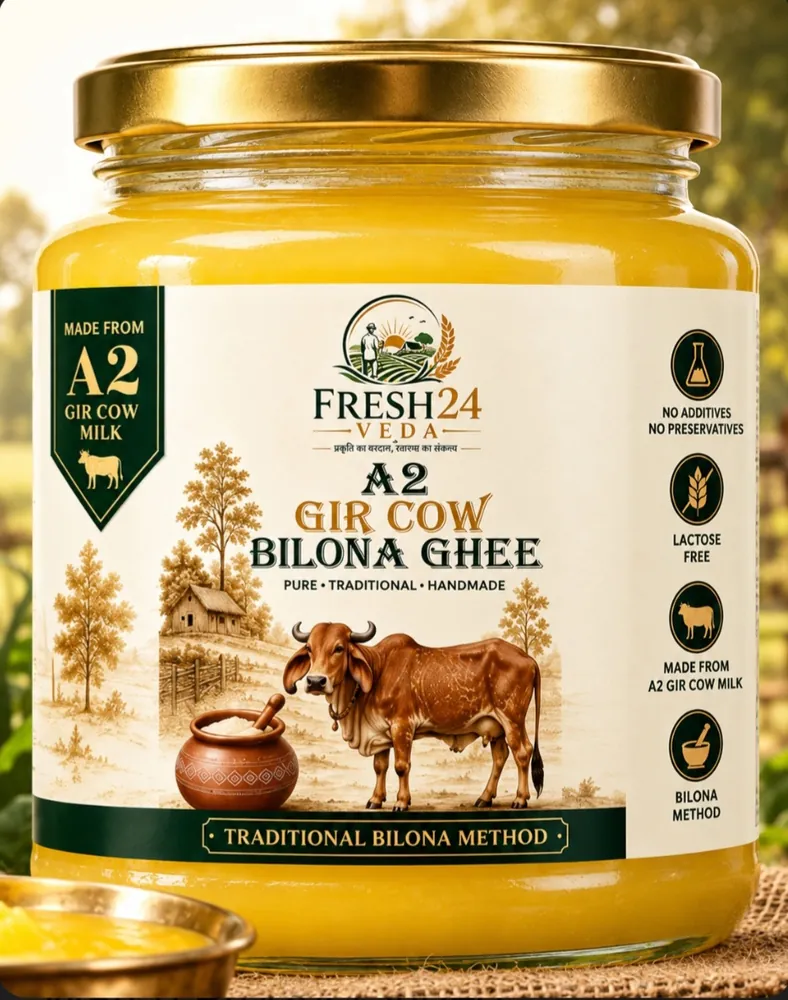 MADE FROM
A2
GIR COW
MILK
FRESH24
VEDA
प्रकृति का वरदान, का संकल्प
A2
GIR COW
BILONA GHEE
PURE • TRADITIONAL • HANDMADE
NO ADDITIVES
NO PRESERVATIVES
LACTOSE
FREE
MADE FROM
A2 GIR COW MILK
BILONA
METHOD
• TRADITIONAL BILONA METHOD •